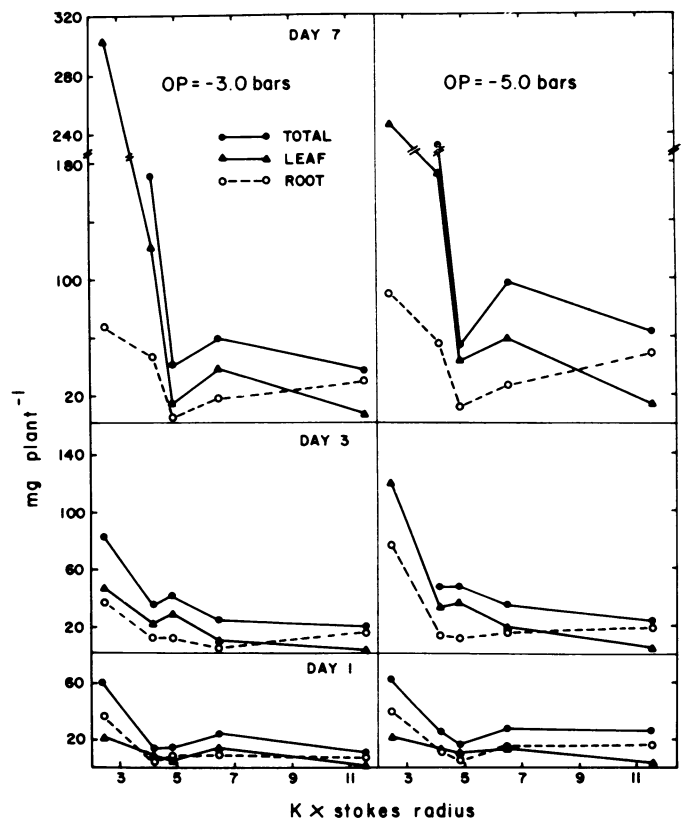 320
280
240
180
100
20
DAY 7
OP = -3.0 bars
OP = -5.0 bars
TOTAL
LEAF
ROOT
mg plant⁻¹
DAY 3
140
100
60
20
DAY 1
60
20
3 5 7 9 11
3 5 7 9 11
K × stokes radius